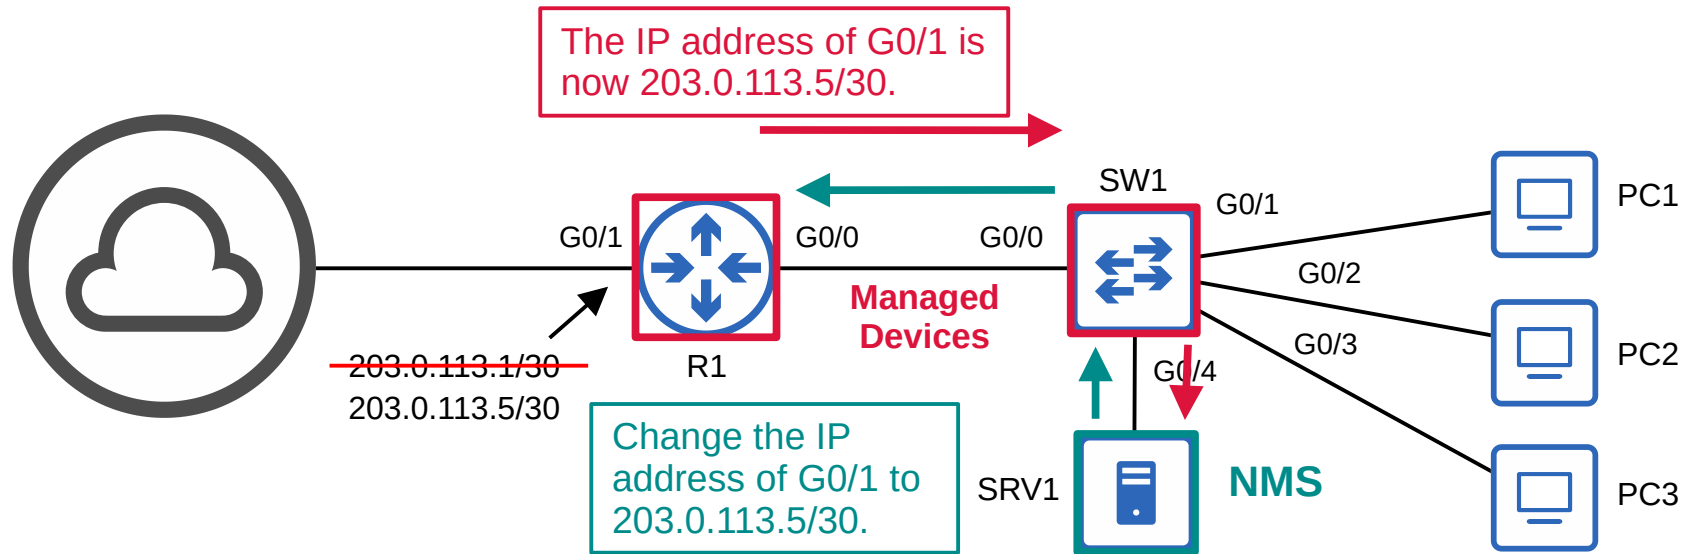 The IP address of G0/1 is
now 203.0.113.5/30.
SW1
G0/1
PC1
G0/1
G0/0
G0/0
G0/2
Managed
Devices
PC2
G0/3
203.0.113.1/30
R1
G0/4
203.0.113.5/30
Change the IP
address of G0/1 to
203.0.113.5/30.
SRV1
NMS
PC3